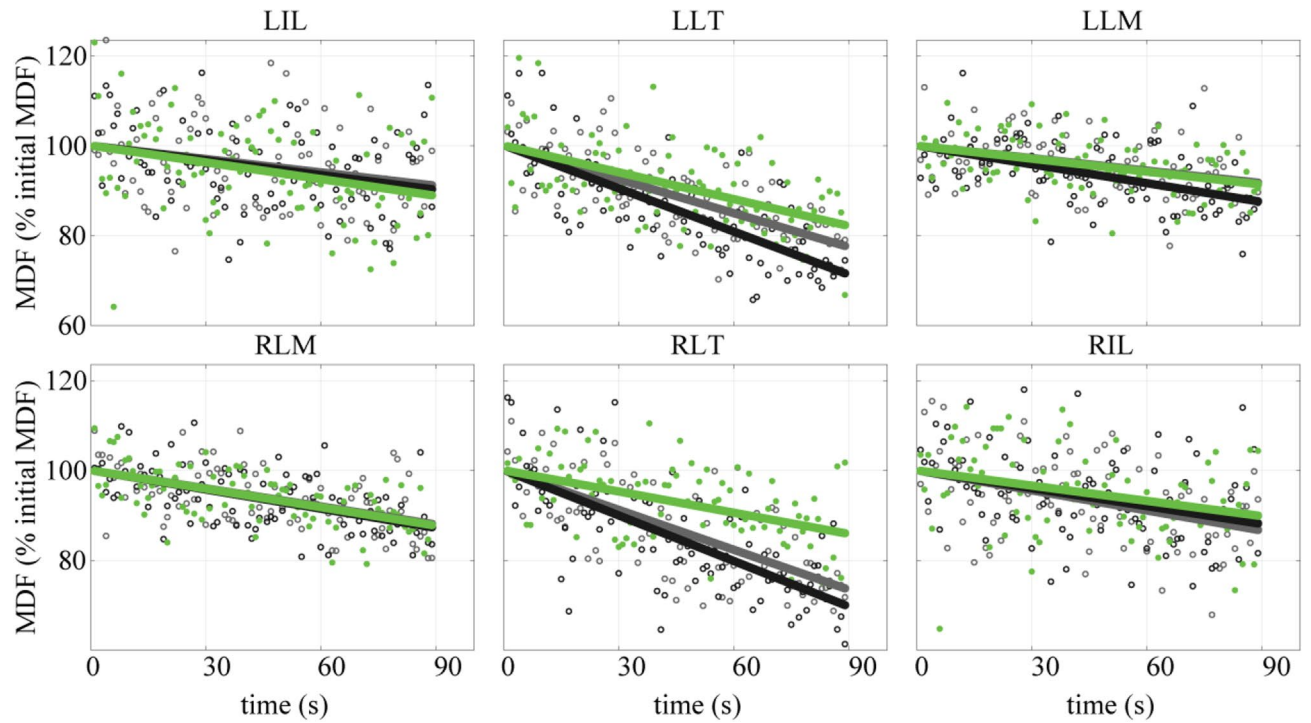 LIL LLT LLM
MDF (% initial MDF)
120
100
80
60
RLM RLT RIL
MDF (% initial MDF)
120
100
80
0 30 60 90 0 30 60 90 0 30 60 90
time (s) time (s) time (s)